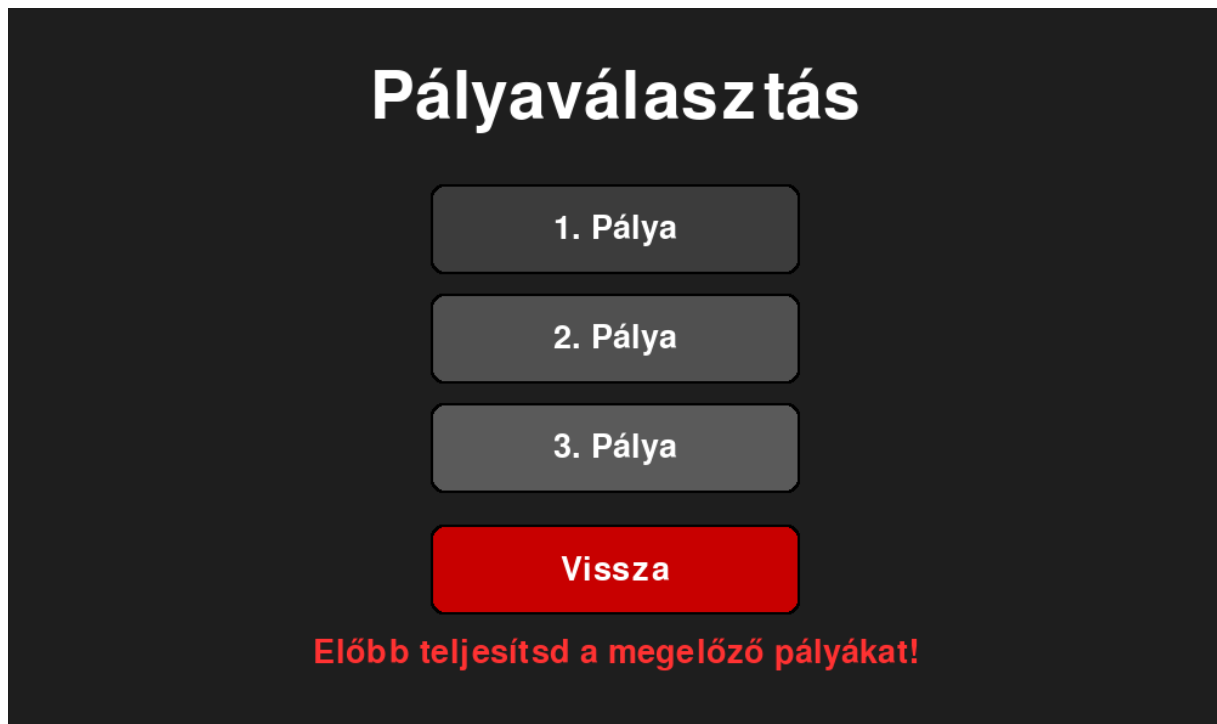 Pályaválasztás
1. Pálya
2. Pálya
3. Pálya
Vissza
Előbb teljesítsd a megelőző pályákat!